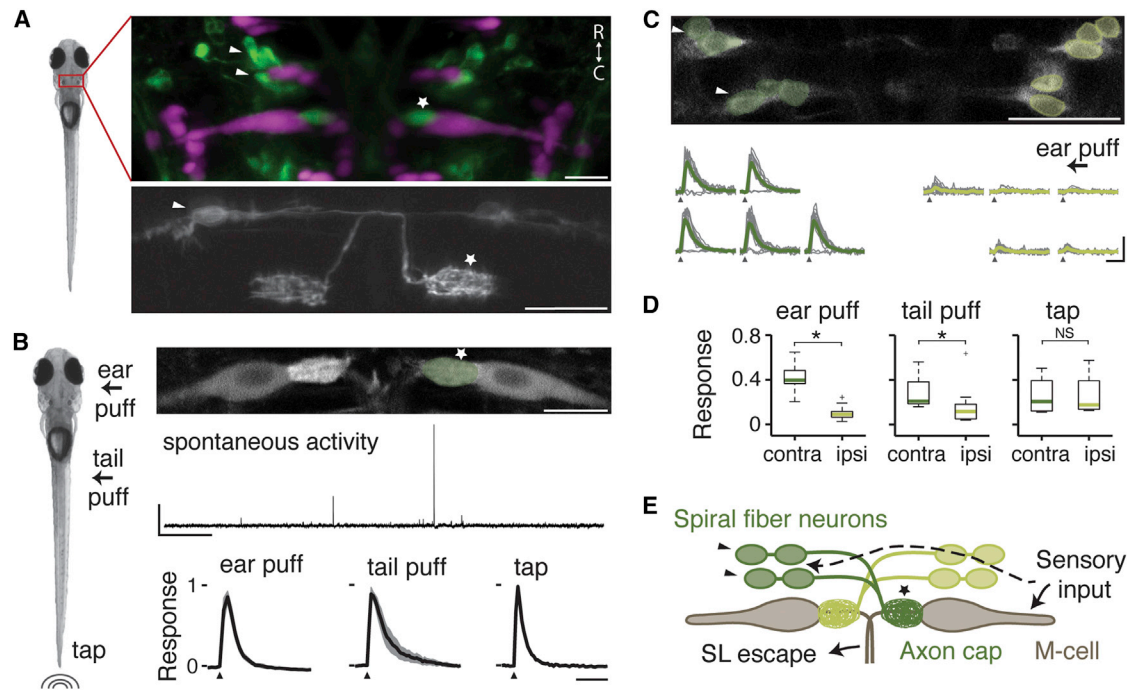 A
R
C
B
ear
puff
tail
puff
tap
spontaneous activity
Response
1
0
ear puff
tail puff
tap
C
ear puff
D
Response
0.8
0.4
0
ear puff
*
contra
ipsi
tail puff
*
contra
ipsi
tap
NS
contra
ipsi
E
Spiral fiber neurons
Sensory
input
SL escape
Axon cap
M-cell